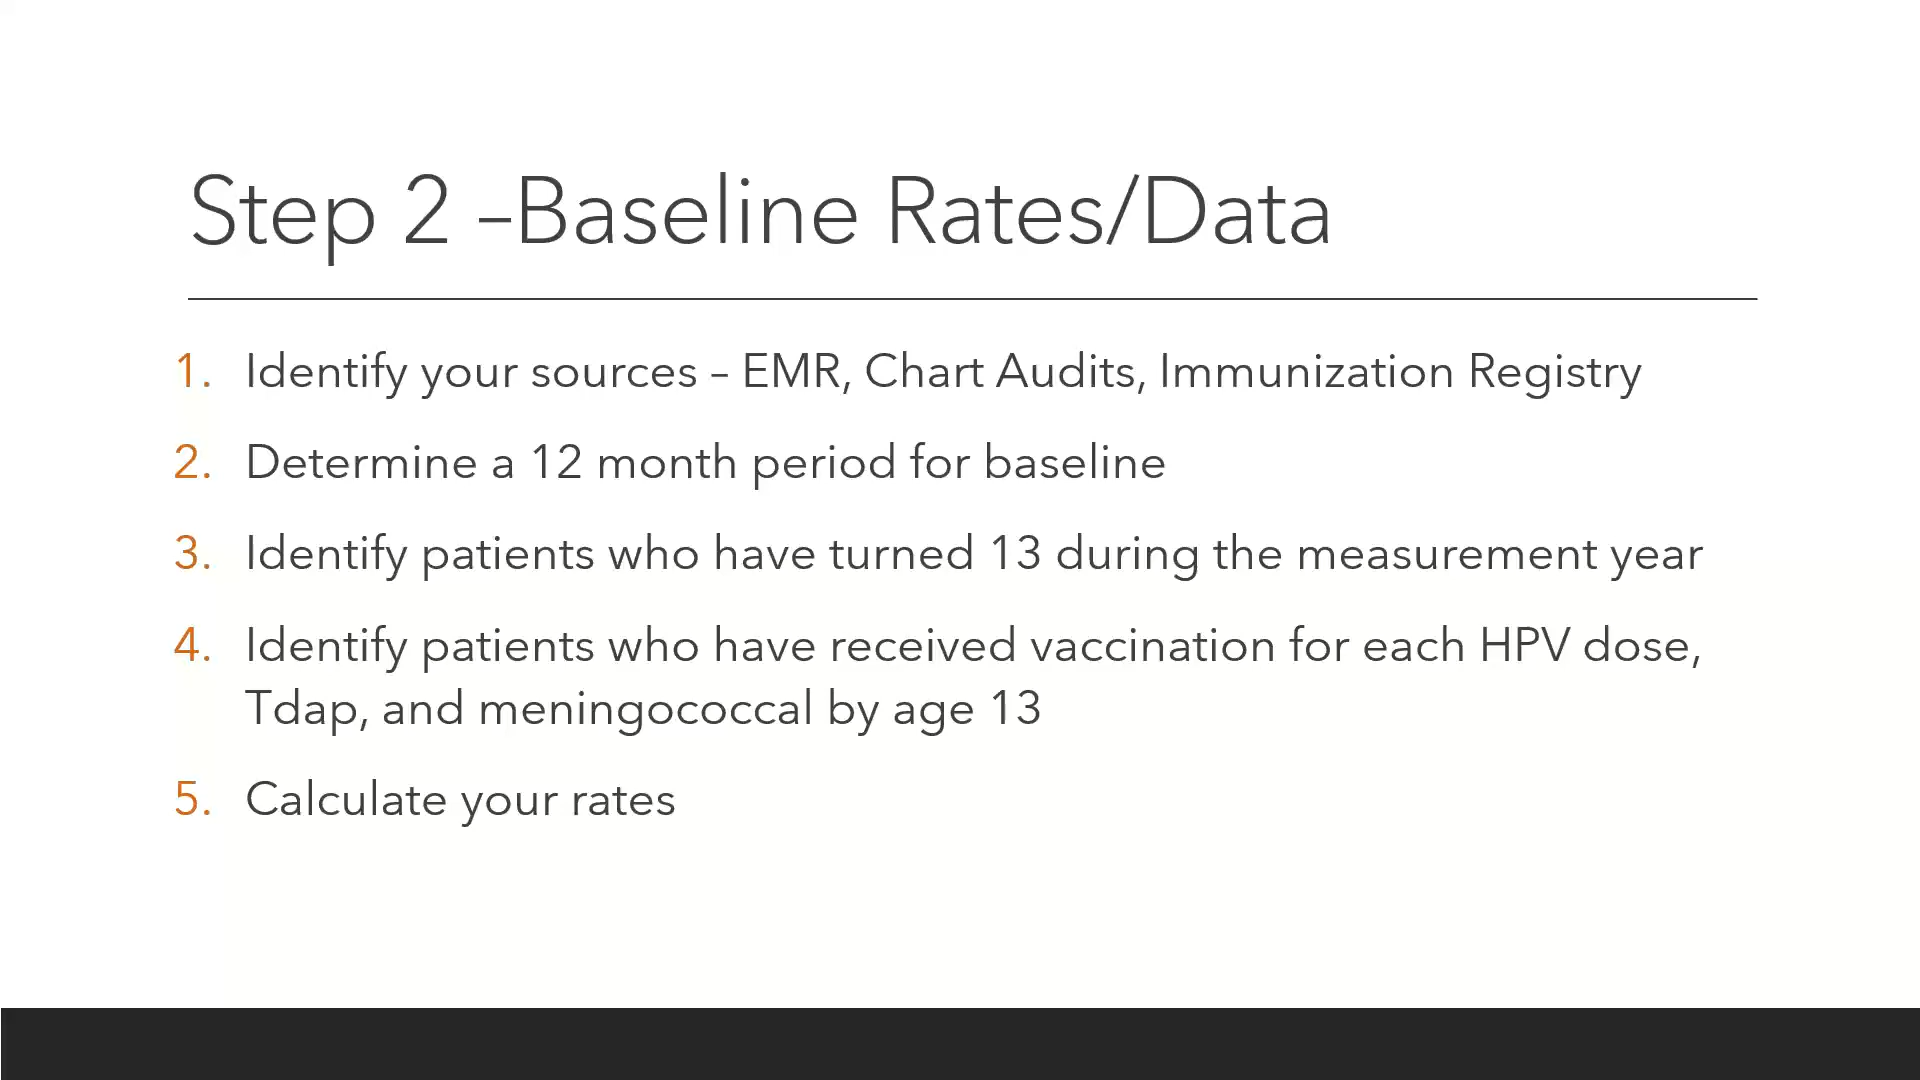 Step 2 –Baseline Rates/Data
1. Identify your sources – EMR, Chart Audits, Immunization Registry
2. Determine a 12 month period for baseline
3. Identify patients who have turned 13 during the measurement year
4. Identify patients who have received vaccination for each HPV dose,
Tdap, and meningococcal by age 13
5. Calculate your rates